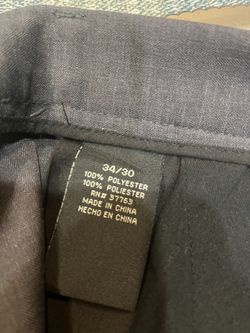 34/30
100% POLYESTER
100% POLIESTER
RN# 37763
MADE IN CHINA
HECHO EN CHINA